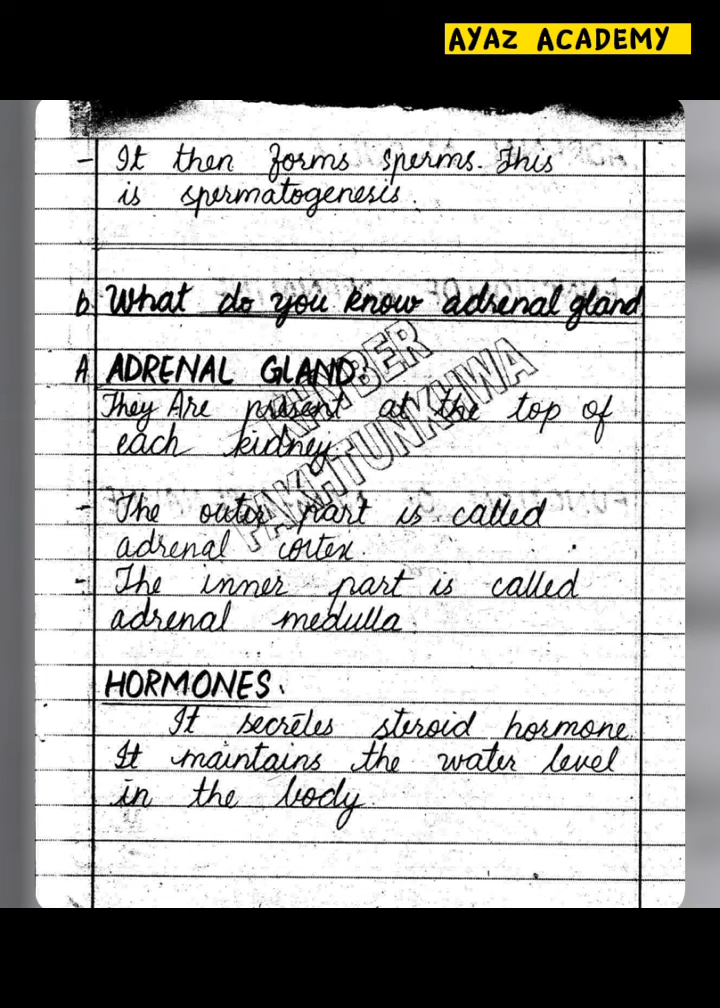 AYAZ ACADEMY
- It then forms sperms. This
is spermatogenesis.
b. What do you know adrenal gland
A ADRENAL GLAND:
They Are present at the top of
each kidney.
- The outer part is called
adrenal cortex.
- The inner part is called
adrenal medulla.
HORMONES.
It secretes steroid hormone.
It maintains the water level
in the body
KHYBER
PAKHTUNKHWA